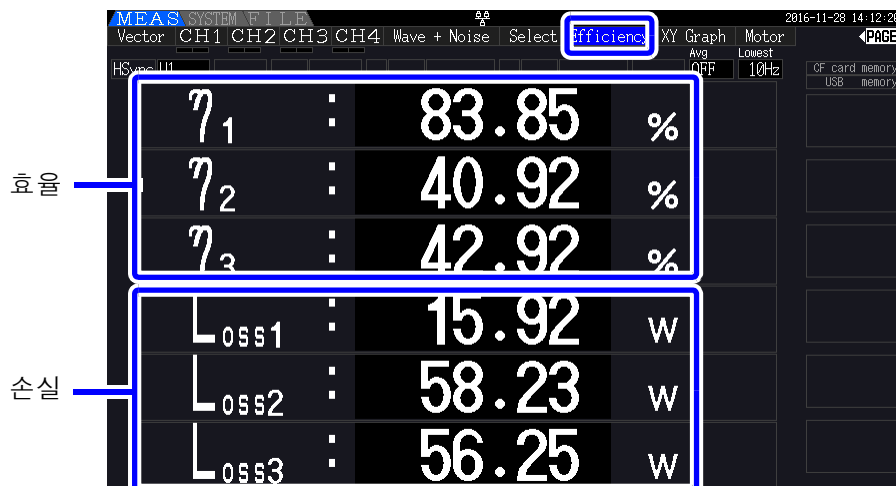 MEAS SYSTEM FILE 2016-11-28 14:12:26
Vector CH1 CH2 CH3 CH4 Wave + Noise Select Efficiency XY Graph Motor PAGE
Avg Lowest
HSync U1 OFF 10Hz CF card memory
USB memory
η1 : 83.85 %
효율
η2 : 40.92 %
η3 : 42.92 %
Loss1 : 15.92 W
손실
Loss2 : 58.23 W
Loss3 : 56.25 W